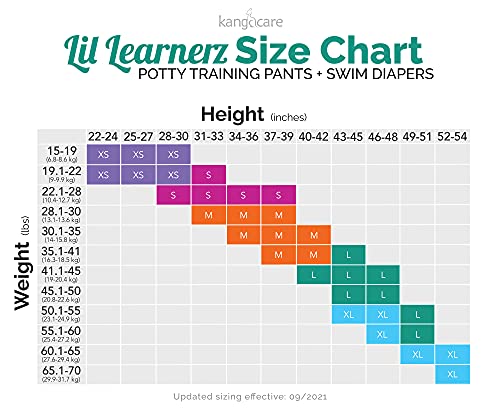 kangacare
Lil Learnerz Size Chart
POTTY TRAINING PANTS + SWIM DIAPERS
Height (inches)
22-24 25-27 28-30 31-33 34-36 37-39 40-42 43-45 46-48 49-51 52-54
Weight (lbs)
15-19 XS XS XS
(6.8-8.6 kg)
19.1-22 XS XS XS S
(9-9.9 kg)
22.1-28 S S S S
(10.4-12.7 kg)
28.1-30 M M M
(13.1-13.6 kg)
30.1-35 M M M
(14-15.8 kg)
35.1-41 M M L
(16.3-18.5 kg)
41.1-45 L L L
(19-20.4 kg)
45.1-50 L L
(20.8-22.6 kg)
50.1-55 XL XL L
(23.1-24.9 kg)
55.1-60 XL L
(25.4-27.2 kg)
60.1-65 XL XL
(27.6-29.4 kg)
65.1-70 XL
(29.9-31.7 kg)
Updated sizing effective: 09/2021